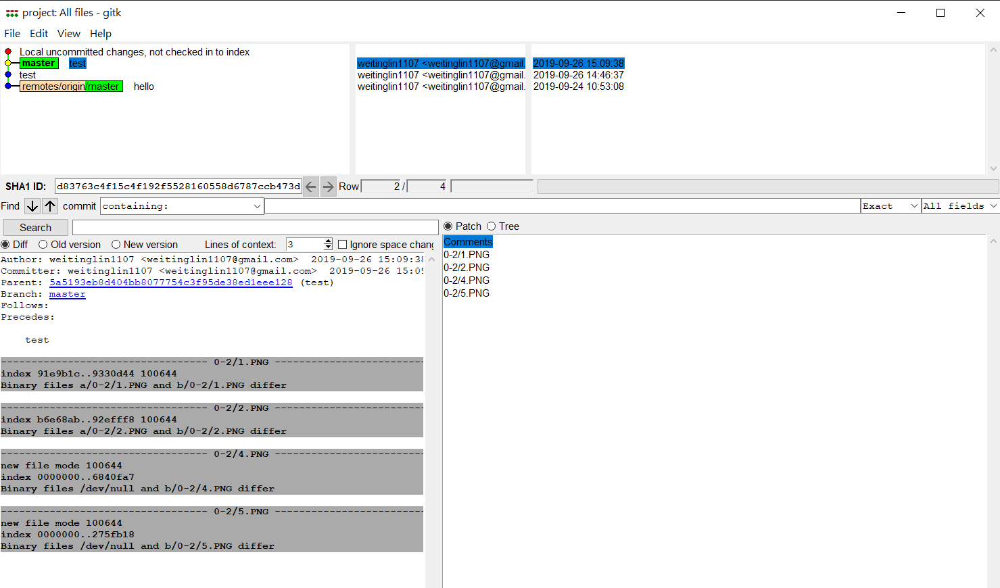 project: All files - gitk
File Edit View Help
Local uncommitted changes, not checked in to index
master test weitinglin1107 <weitinglin1107@gmail. 2019-09-26 15:09:38
test weitinglin1107 <weitinglin1107@gmail. 2019-09-26 14:46:37
remotes/origin/master hello weitinglin1107 <weitinglin1107@gmail. 2019-09-24 10:53:08
SHA1 ID: d83763c4f15c4f192f5528160558d6787ccb473d Row 2 / 4
Find commit containing: Exact All fields
Search Patch Tree
Diff Old version New version Lines of context: 3 Ignore space chang
Comments
0-2/1.PNG
0-2/2.PNG
0-2/4.PNG
0-2/5.PNG
Author: weitinglin1107 <weitinglin1107@gmail.com> 2019-09-26 15:09:38
Committer: weitinglin1107 <weitinglin1107@gmail.com> 2019-09-26 15:09
Parent: 5a5193eb8d404bb8077754c3f95de38ed1eee128 (test)
Branch: master
Follows:
Precedes:
test
---------------------------------- 0-2/1.PNG -------------------------
index 91e9b1c..9330d44 100644
Binary files a/0-2/1.PNG and b/0-2/1.PNG differ
---------------------------------- 0-2/2.PNG -------------------------
index b6e68ab..92efff8 100644
Binary files a/0-2/2.PNG and b/0-2/2.PNG differ
---------------------------------- 0-2/4.PNG -------------------------
new file mode 100644
index 0000000..6840fa7
Binary files /dev/null and b/0-2/4.PNG differ
---------------------------------- 0-2/5.PNG -------------------------
new file mode 100644
index 0000000..275fb18
Binary files /dev/null and b/0-2/5.PNG differ